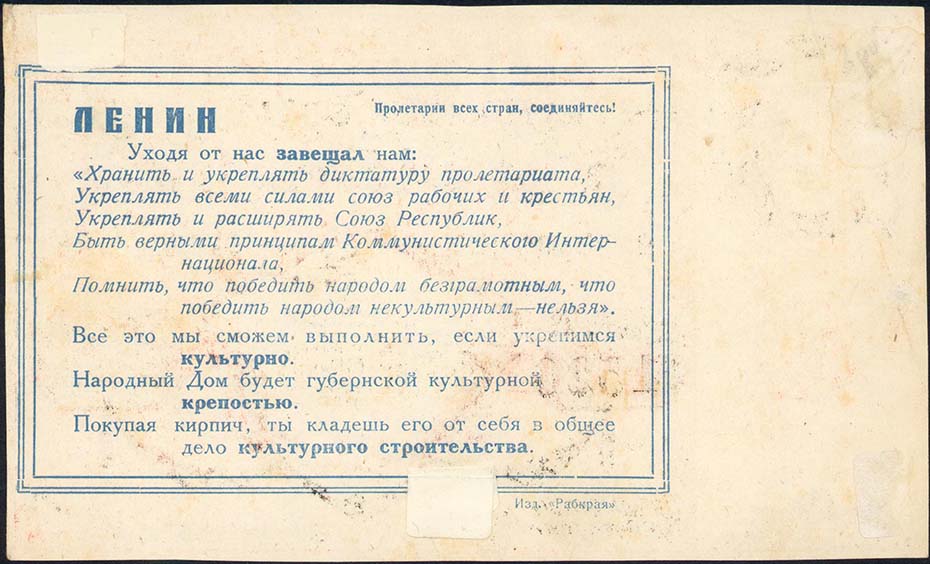 Пролетарии всех стран, соединяйтесь!
ЛЕНИН
Уходя от нас завещал нам:
«Хранить и укреплять диктатуру пролетариата,
Укреплять всеми силами союз рабочих и крестьян,
Укреплять и расширять Союз Республик,
Быть верными принципам Коммунистического Интер-
национала,
Помнить, что победить народом безграмотным, что
победить народом некультурным—нельзя».
Все это мы сможем выполнить, если укрепимся
культурно.
Народный Дом будет губернской культурной
крепостью.
Покупая кирпич, ты кладешь его от себя в общее
дело культурного строительства.
Изд. «Рабкрая»